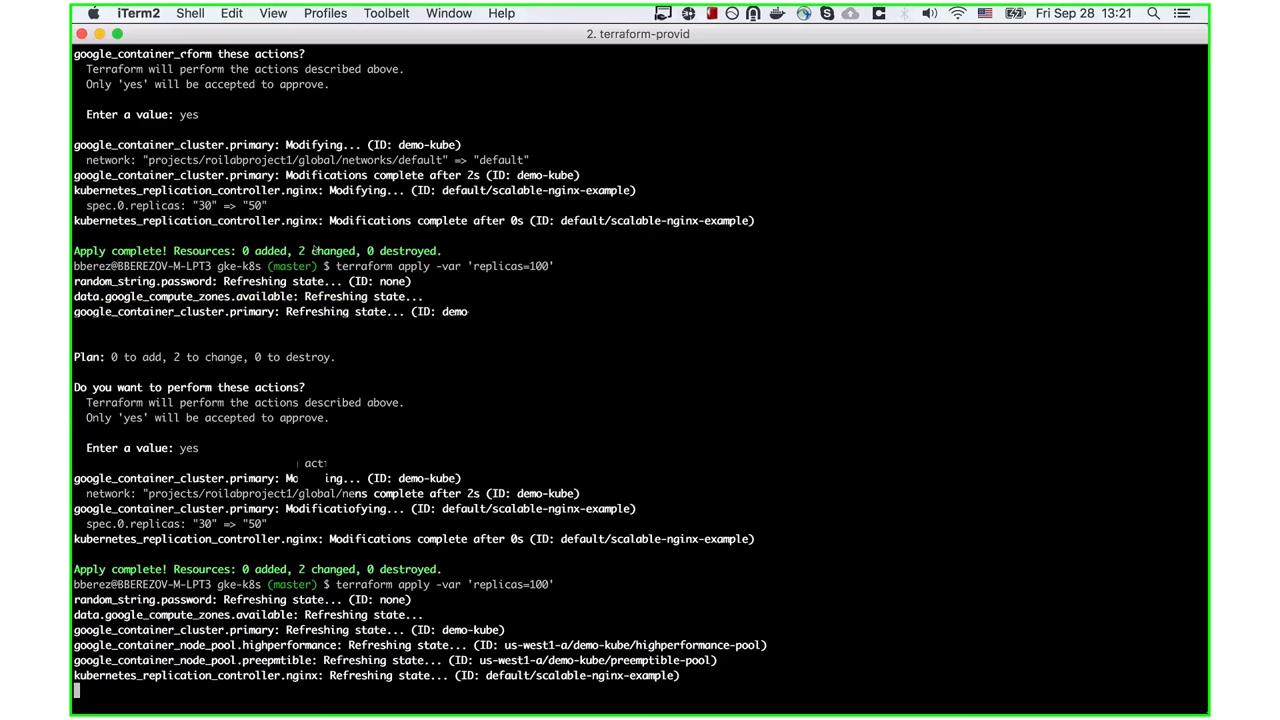 iTerm2 Shell Edit View Profiles Toolbelt Window Help Fri Sep 28 13:21
2. terraform-provid
google_container_cform these actions?
Terraform will perform the actions described above.
Only 'yes' will be accepted to approve.
Enter a value: yes
google_container_cluster.primary: Modifying... (ID: demo-kube)
network: "projects/roilabproject1/global/networks/default" => "default"
google_container_cluster.primary: Modifications complete after 2s (ID: demo-kube)
kubernetes_replication_controller.nginx: Modifying... (ID: default/scalable-nginx-example)
spec.0.replicas: "30" => "50"
kubernetes_replication_controller.nginx: Modifications complete after 0s (ID: default/scalable-nginx-example)
Apply complete! Resources: 0 added, 2 changed, 0 destroyed.
bberez@BBEREZOV-M-LPT3 gke-k8s (master) $ terraform apply -var 'replicas=100'
random_string.password: Refreshing state... (ID: none)
data.google_compute_zones.available: Refreshing state...
google_container_cluster.primary: Refreshing state... (ID: demo
Plan: 0 to add, 2 to change, 0 to destroy.
Do you want to perform these actions?
Terraform will perform the actions described above.
Only 'yes' will be accepted to approve.
Enter a value: yes
google_container_cluster.primary: Mo ing... (ID: demo-kube)
network: "projects/roilabproject1/global/nens complete after 2s (ID: demo-kube)
google_container_cluster.primary: Modificatiofying... (ID: default/scalable-nginx-example)
spec.0.replicas: "30" => "50"
kubernetes_replication_controller.nginx: Modifications complete after 0s (ID: default/scalable-nginx-example)
Apply complete! Resources: 0 added, 2 changed, 0 destroyed.
bberez@BBEREZOV-M-LPT3 gke-k8s (master) $ terraform apply -var 'replicas=100'
random_string.password: Refreshing state... (ID: none)
data.google_compute_zones.available: Refreshing state...
google_container_cluster.primary: Refreshing state... (ID: demo-kube)
google_container_node_pool.highperformance: Refreshing state... (ID: us-west1-a/demo-kube/highperformance-pool)
google_container_node_pool.preepmtible: Refreshing state... (ID: us-west1-a/demo-kube/preemptible-pool)
kubernetes_replication_controller.nginx: Refreshing state... (ID: default/scalable-nginx-example)